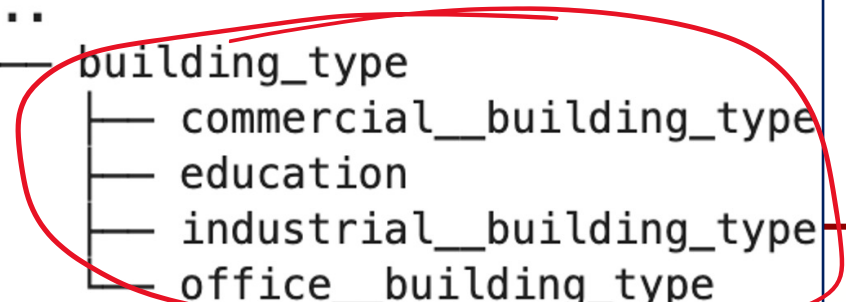 ..
── building_type
├── commercial__building_type
├── education
├── industrial__building_type
└── office__building_type